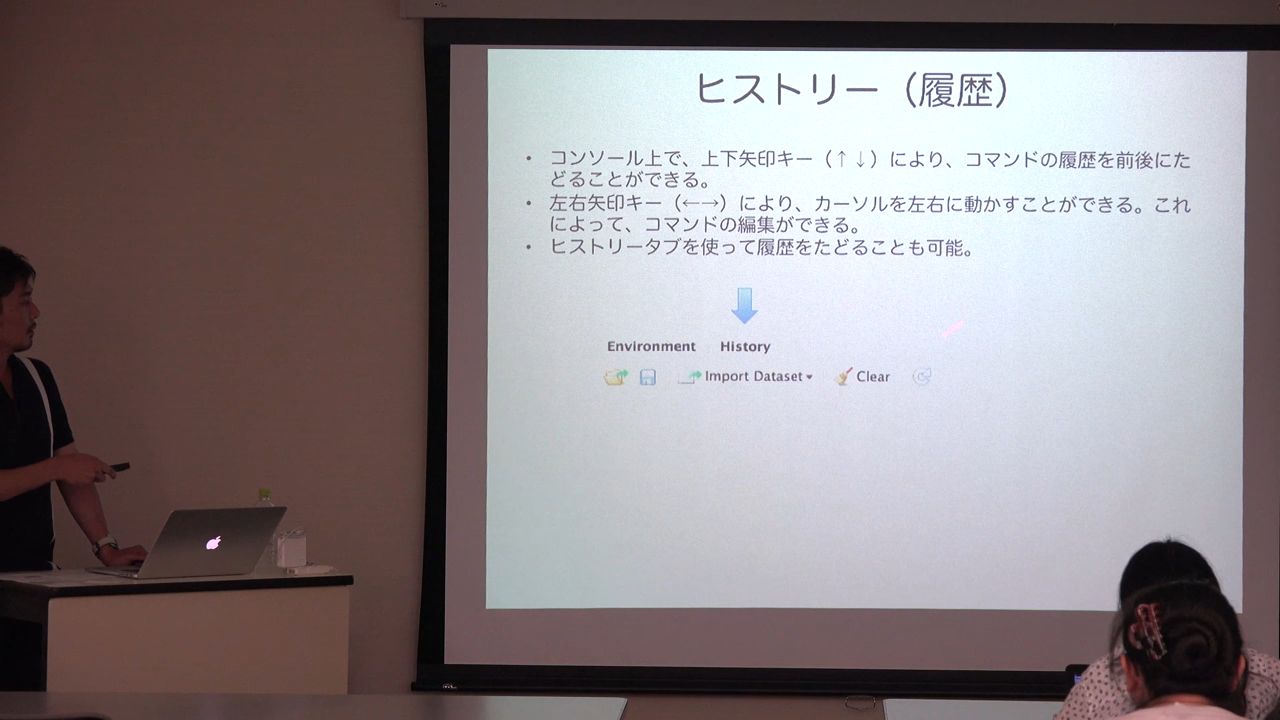 ヒストリー（履歴）
• コンソール上で、上下矢印キー（↑↓）により、コマンドの履歴を前後にた
どることができる。
• 左右矢印キー（←→）により、カーソルを左右に動かすことができる。これ
によって、コマンドの編集ができる。
• ヒストリータブを使って履歴をたどることも可能。
Environment History
Import Dataset Clear